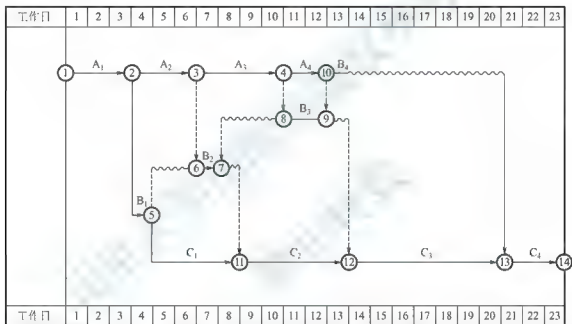 工作日 1 2 3 4 5 6 7 8 9 10 11 12 13 14 15 16 17 18 19 20 21 22 23
A₁ A₂ A₃ A₄ B₄
① ② ③ ④ ⑩
B₃
⑧ ⑨
B₂
⑥ ⑦
B₁
⑤
C₁ C₂ C₃ C₄
⑪ ⑫ ⑬ ⑭
工作日 1 2 3 4 5 6 7 8 9 10 11 12 13 14 15 16 17 18 19 20 21 22 23